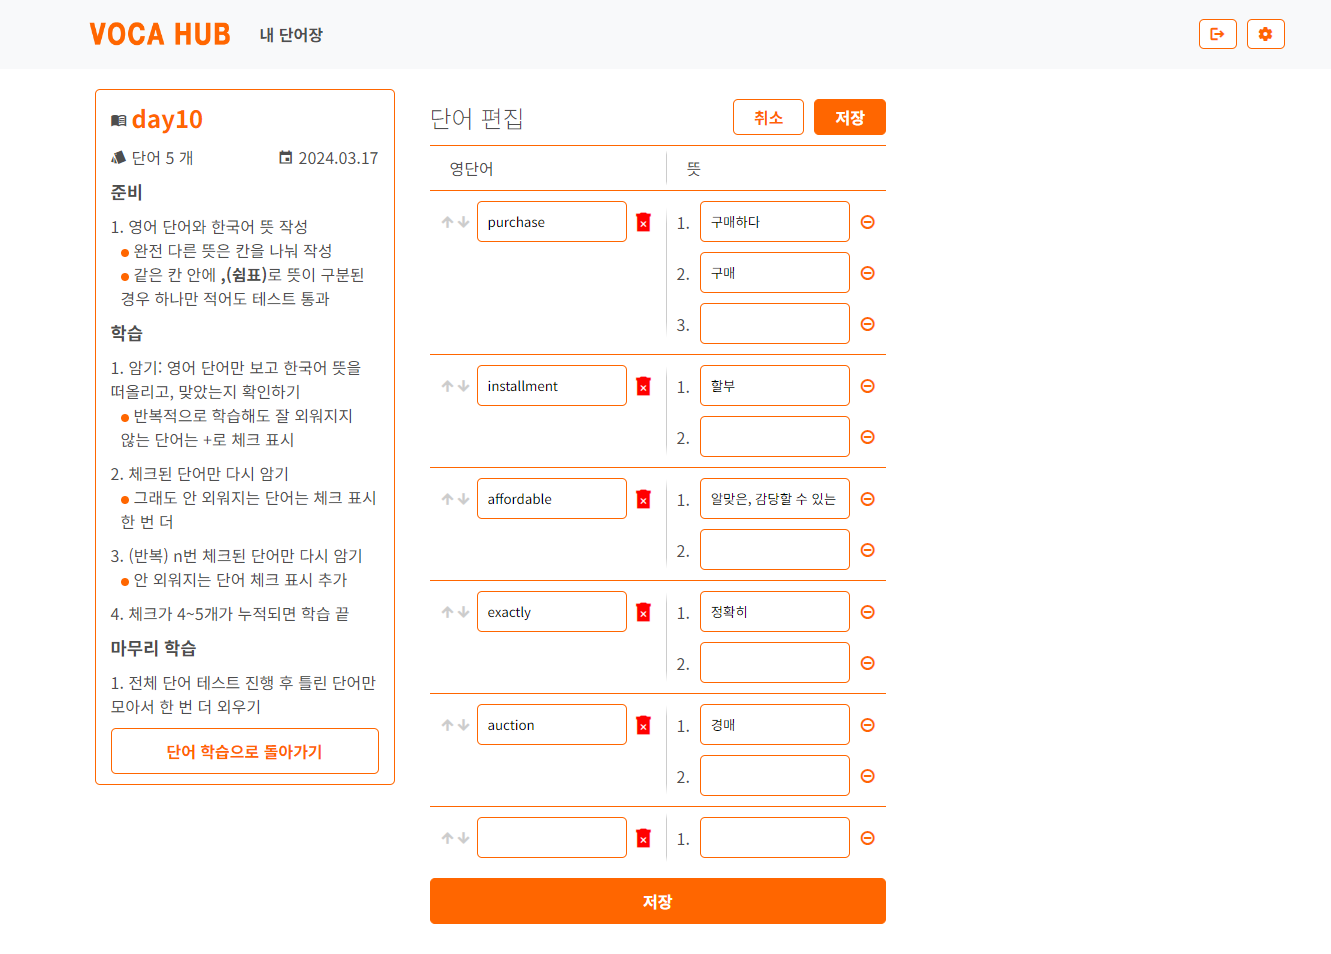 VOCA HUB
내 단어장
day10
단어 5 개
2024.03.17
준비
1. 영어 단어와 한국어 뜻 작성
완전 다른 뜻은 칸을 나눠 작성
같은 칸 안에 ,(쉼표)로 뜻이 구분된
경우 하나만 적어도 테스트 통과
학습
1. 암기: 영어 단어만 보고 한국어 뜻을
떠올리고, 맞았는지 확인하기
반복적으로 학습해도 잘 외워지지
않는 단어는 +로 체크 표시
2. 체크된 단어만 다시 암기
그래도 안 외워지는 단어는 체크 표시
한 번 더
3. (반복) n번 체크된 단어만 다시 암기
안 외워지는 단어 체크 표시 추가
4. 체크가 4~5개가 누적되면 학습 끝
마무리 학습
1. 전체 단어 테스트 진행 후 틀린 단어만
모아서 한 번 더 외우기
단어 학습으로 돌아가기
단어 편집
취소
저장
영단어
뜻
purchase
1. 구매하다
2. 구매
3.
installment
1. 할부
2.
affordable
1. 알맞은, 감당할 수 있는
2.
exactly
1. 정확히
2.
auction
1. 경매
2.
1.
저장